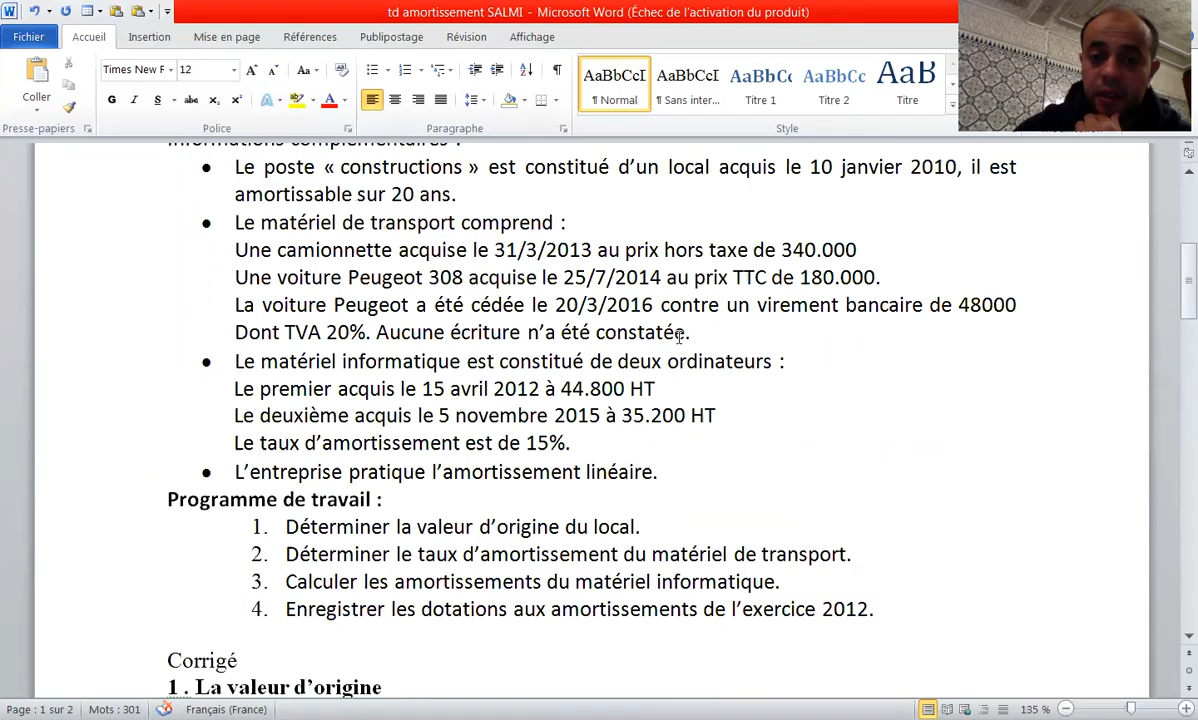 td amortissement SALMI - Microsoft Word (Échec de l'activation du produit)
Fichier Accueil Insertion Mise en page Références Publipostage Révision Affichage
Coller
Times New F 12
AaBbCcI AaBbCcI AaBbCc AaBbCcI AaB
¶ Normal ¶ Sans inter... Titre 1 Titre 2 Titre
Presse-papiers Police Paragraphe Style
Informations complémentaires :
• Le poste « constructions » est constitué d'un local acquis le 10 janvier 2010, il est
amortissable sur 20 ans.
• Le matériel de transport comprend :
Une camionnette acquise le 31/3/2013 au prix hors taxe de 340.000
Une voiture Peugeot 308 acquise le 25/7/2014 au prix TTC de 180.000.
La voiture Peugeot a été cédée le 20/3/2016 contre un virement bancaire de 48000
Dont TVA 20%. Aucune écriture n'a été constatée.
• Le matériel informatique est constitué de deux ordinateurs :
Le premier acquis le 15 avril 2012 à 44.800 HT
Le deuxième acquis le 5 novembre 2015 à 35.200 HT
Le taux d'amortissement est de 15%.
• L'entreprise pratique l'amortissement linéaire.
Programme de travail :
1. Déterminer la valeur d'origine du local.
2. Déterminer le taux d'amortissement du matériel de transport.
3. Calculer les amortissements du matériel informatique.
4. Enregistrer les dotations aux amortissements de l'exercice 2012.
Corrigé
1 . La valeur d'origine
Page : 1 sur 2 Mots : 301 Français (France) 135 %